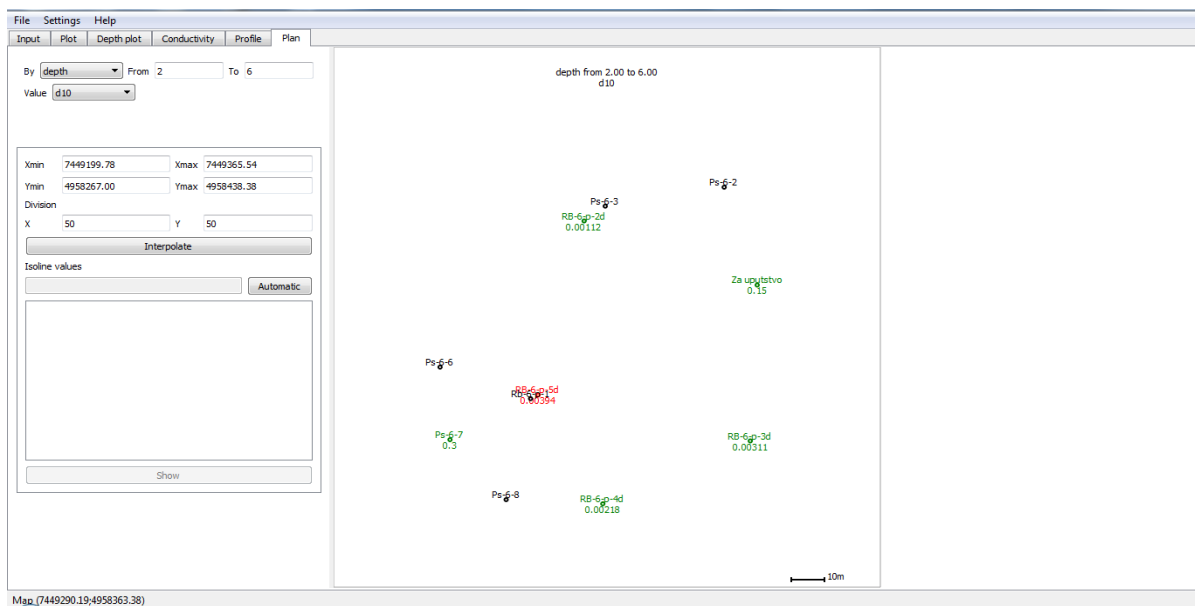 File Settings Help
Input Plot Depth plot Conductivity Profile Plan
By depth From 2 To 6
Value d10
Xmin 7449199.78 Xmax 7449365.54
Ymin 4958267.00 Ymax 4958438.38
Division
X 50 Y 50
Interpolate
Isoline values
Automatic
Show
depth from 2.00 to 6.00
d10
Ps-6-2
Ps-6-3
RB-6-p-2d
0.00112
Za uputstvo
0.15
Ps-6-6
RB-6-p-5d
0.00394
Ps-6-7
0.3
RB-6-p-3d
0.00311
Ps-6-8
RB-6-p-4d
0.00218
10m
Map (7449290.19;4958363.38)